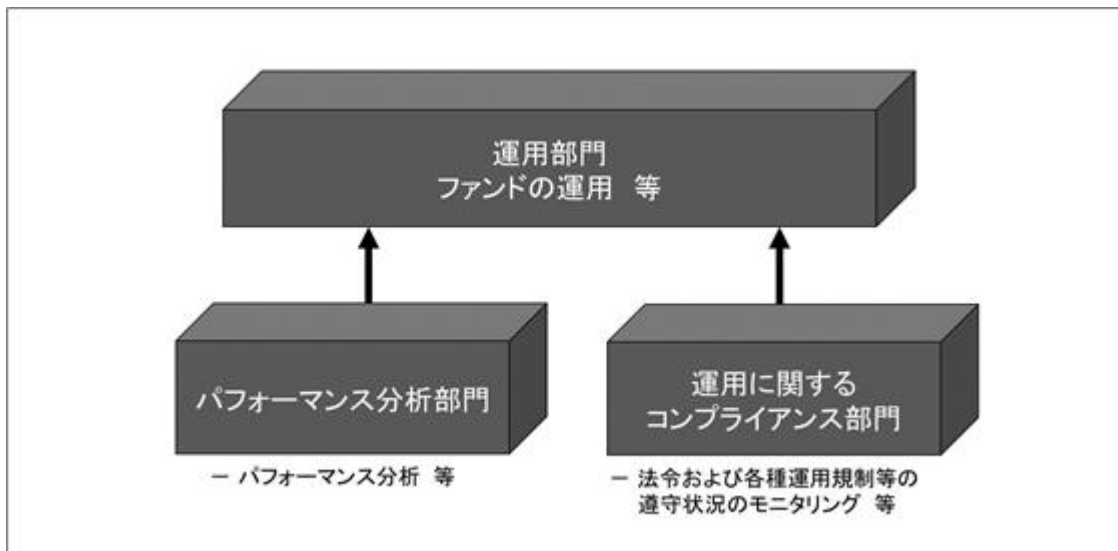 運用部門
ファンドの運用 等
パフォーマンス分析部門
－ パフォーマンス分析 等
運用に関する
コンプライアンス部門
－ 法令および各種運用規制等の
遵守状況のモニタリング 等